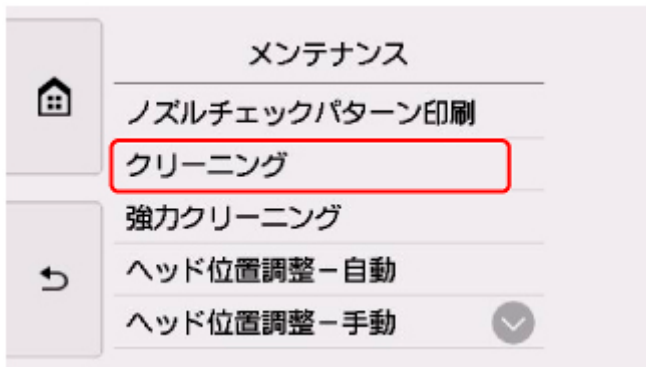 メンテナンス
ノズルチェックパターン印刷
クリーニング
強力クリーニング
ヘッド位置調整－自動
ヘッド位置調整－手動